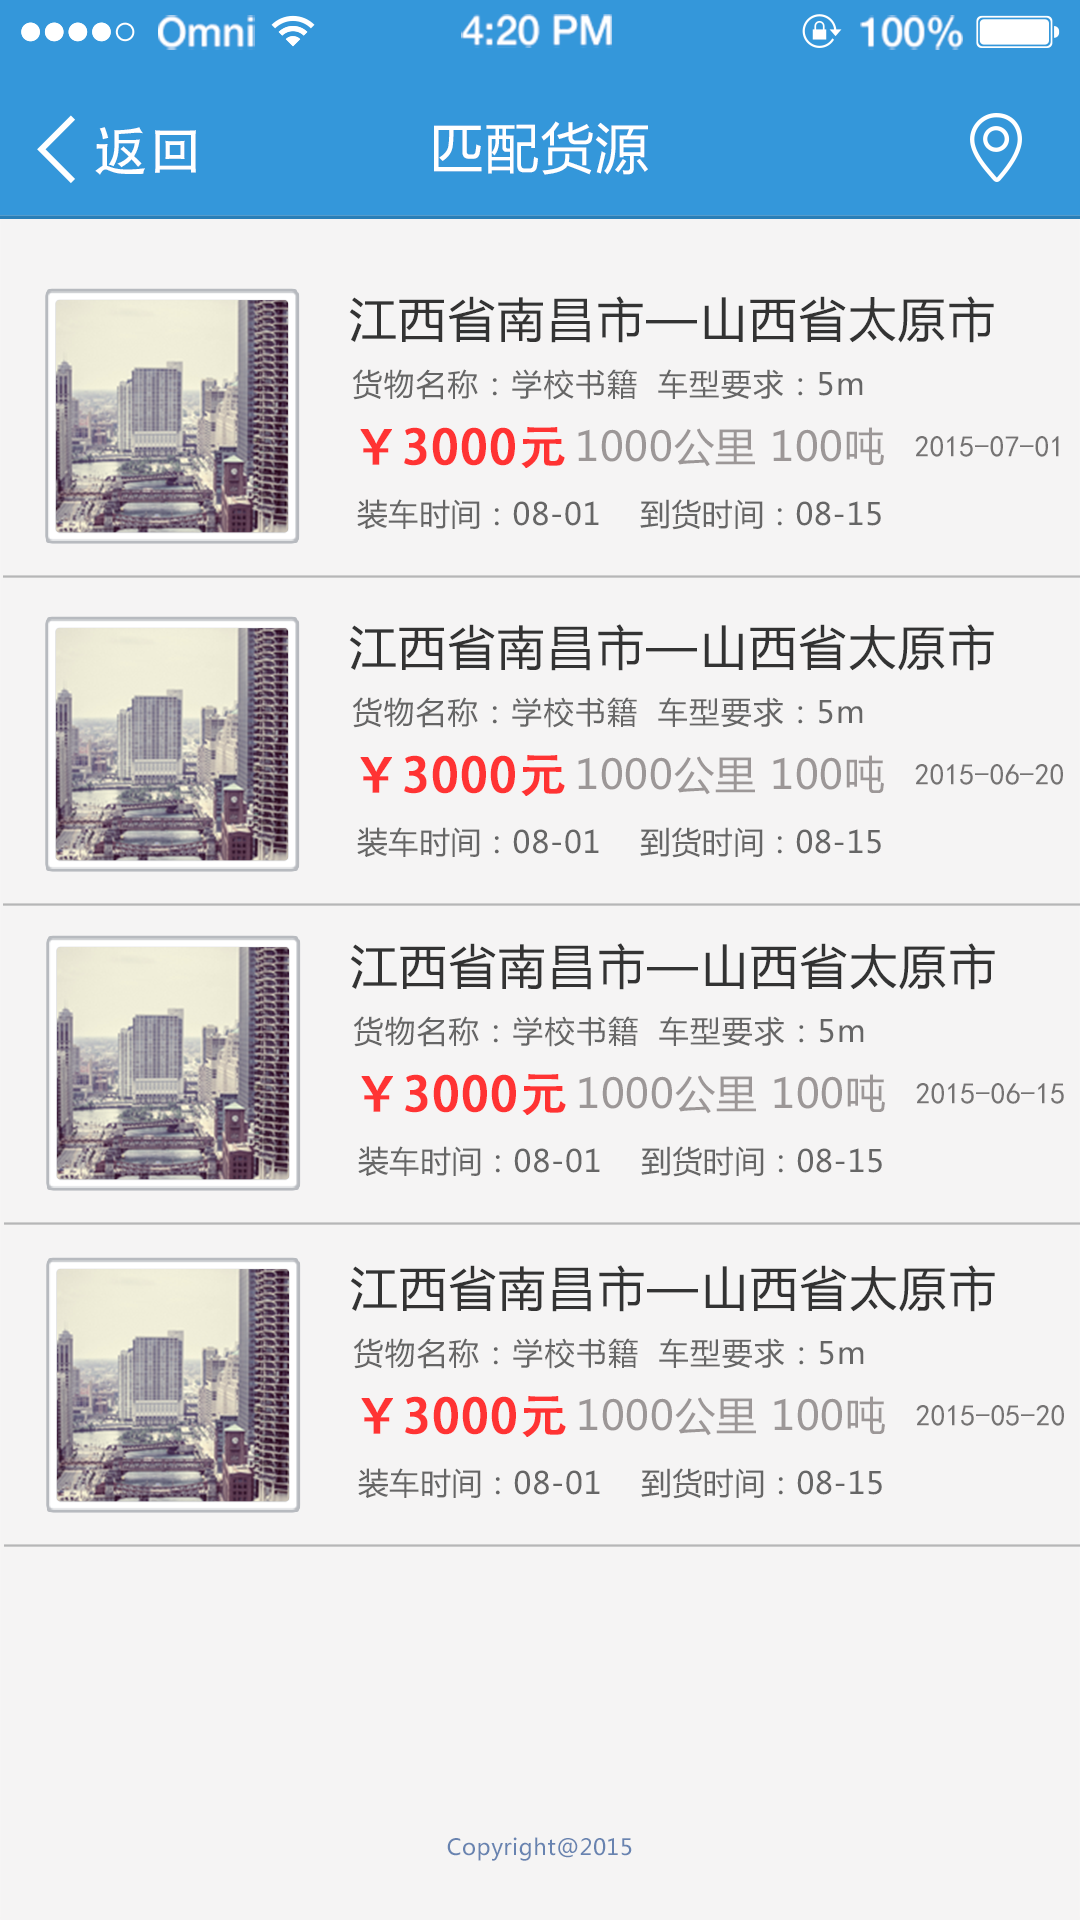 Omni 4:20 PM 100%
返回 匹配货源
江西省南昌市—山西省太原市
货物名称：学校书籍 车型要求：5m
￥3000元 1000公里 100吨 2015-07-01
装车时间：08-01 到货时间：08-15
江西省南昌市—山西省太原市
货物名称：学校书籍 车型要求：5m
￥3000元 1000公里 100吨 2015-06-20
装车时间：08-01 到货时间：08-15
江西省南昌市—山西省太原市
货物名称：学校书籍 车型要求：5m
￥3000元 1000公里 100吨 2015-06-15
装车时间：08-01 到货时间：08-15
江西省南昌市—山西省太原市
货物名称：学校书籍 车型要求：5m
￥3000元 1000公里 100吨 2015-05-20
装车时间：08-01 到货时间：08-15
Copyright@2015